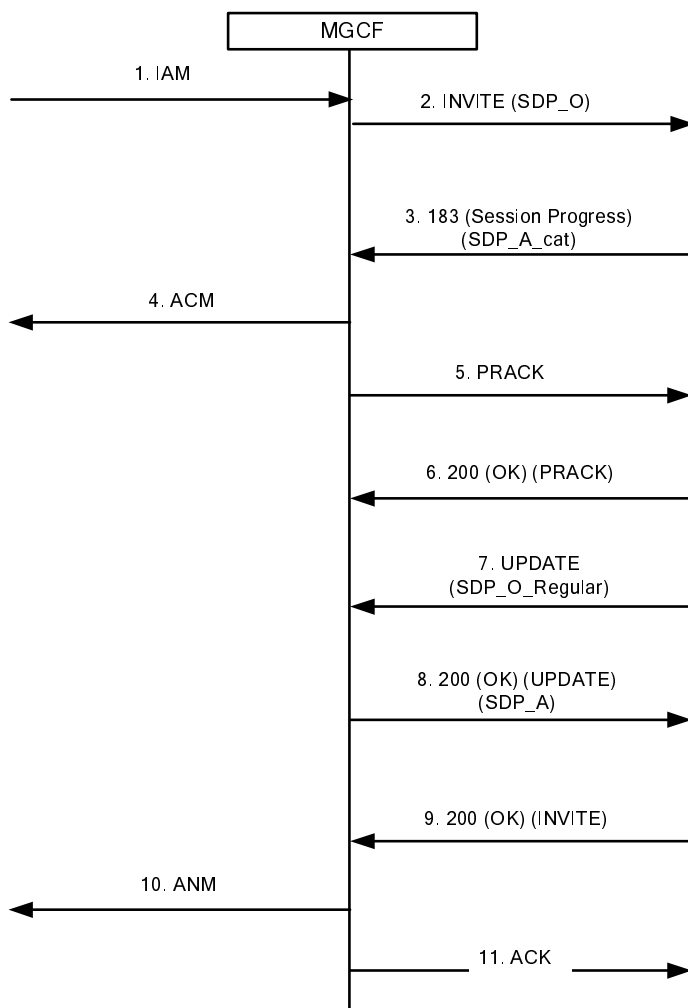 MGCF
1. IAM
2. INVITE (SDP_O)
3. 183 (Session Progress)
(SDP_A_cat)
4. ACM
5. PRACK
6. 200 (OK) (PRACK)
7. UPDATE
(SDP_O_Regular)
8. 200 (OK) (UPDATE)
(SDP_A)
9. 200 (OK) (INVITE)
10. ANM
11. ACK